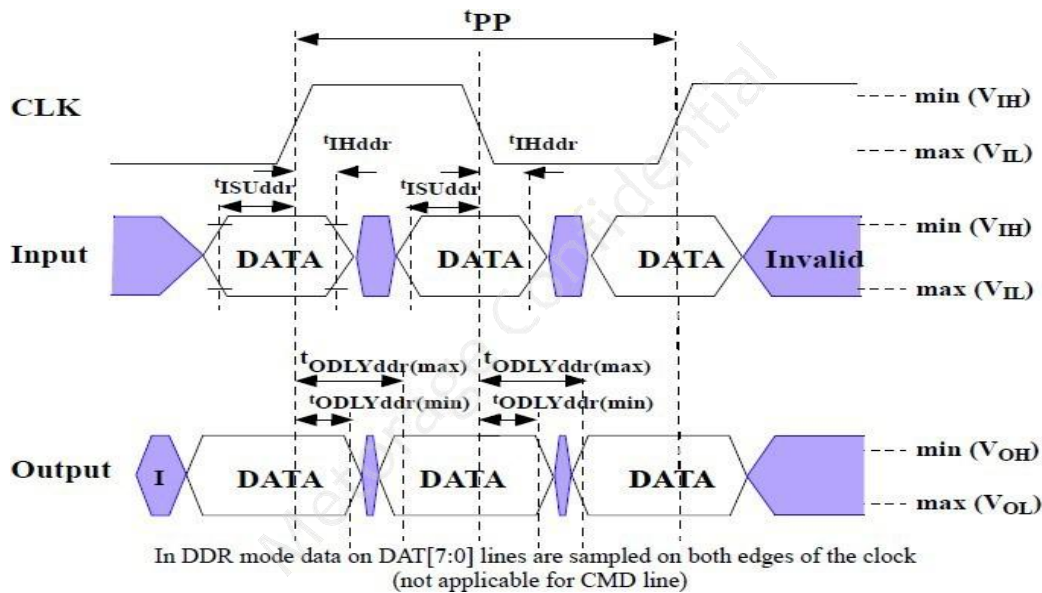 tPP
CLK
min (VIH)
tIHddr tIHddr
max (VIL)
tISUddr tISUddr
min (VIH)
Input DATA DATA DATA Invalid
max (VIL)
tODLYddr(max) tODLYddr(max)
tODLYddr(min) tODLYddr(min)
min (VOH)
Output I DATA DATA DATA
max (VOL)
In DDR mode data on DAT[7:0] lines are sampled on both edges of the clock
(not applicable for CMD line)